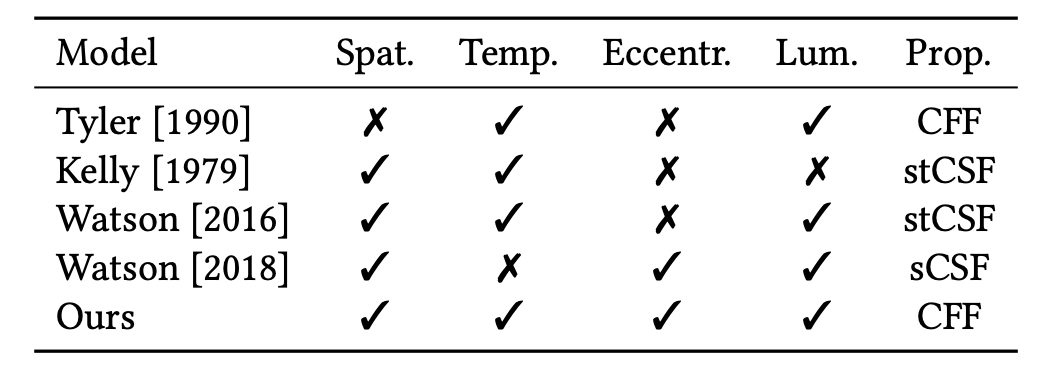 Model Spat. Temp. Eccentr. Lum. Prop.
Tyler [1990] ✗ ✓ ✗ ✓ CFF
Kelly [1979] ✓ ✓ ✗ ✗ stCSF
Watson [2016] ✓ ✓ ✗ ✓ stCSF
Watson [2018] ✓ ✗ ✓ ✓ sCSF
Ours ✓ ✓ ✓ ✓ CFF